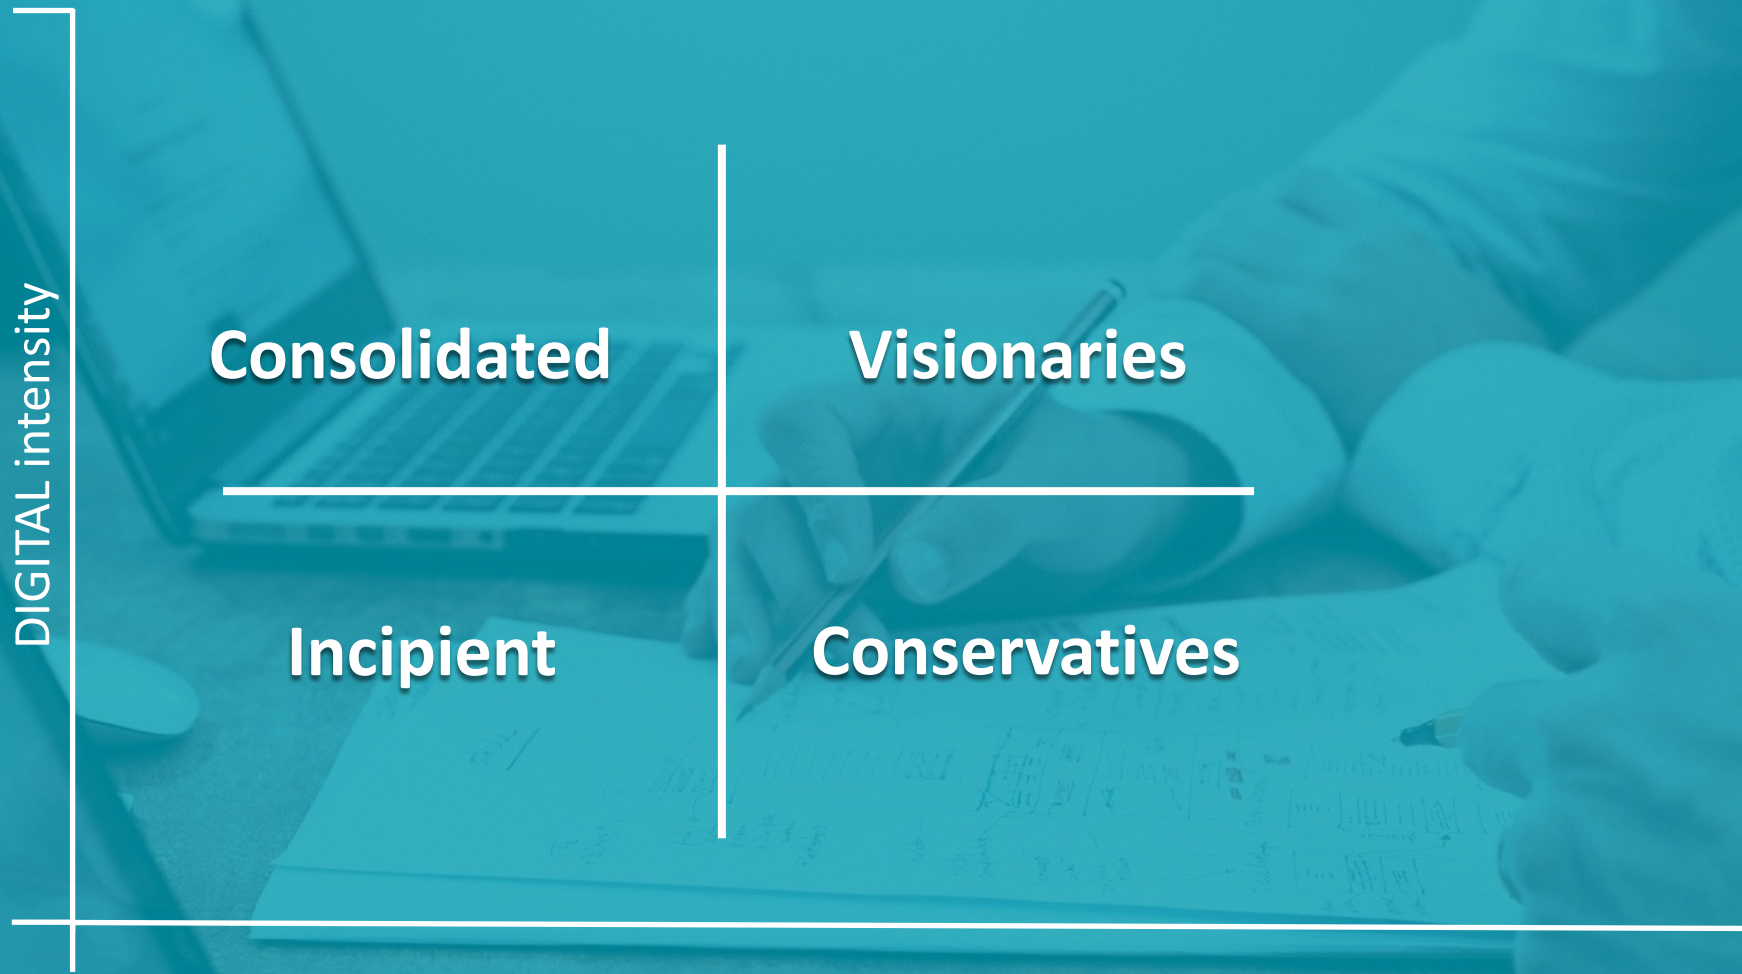 DIGITAL intensity
Consolidated
Visionaries
Incipient
Conservatives